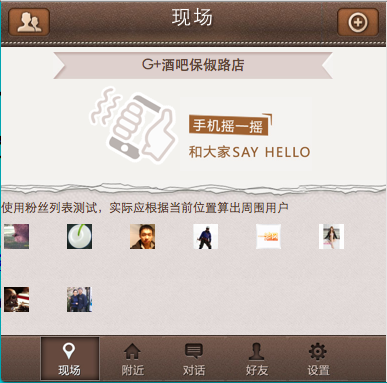 现场
G+酒吧保俶路店
手机摇一摇
和大家SAY HELLO
使用粉丝列表测试，实际应根据当前位置算出周围用户
现场 附近 对话 好友 设置